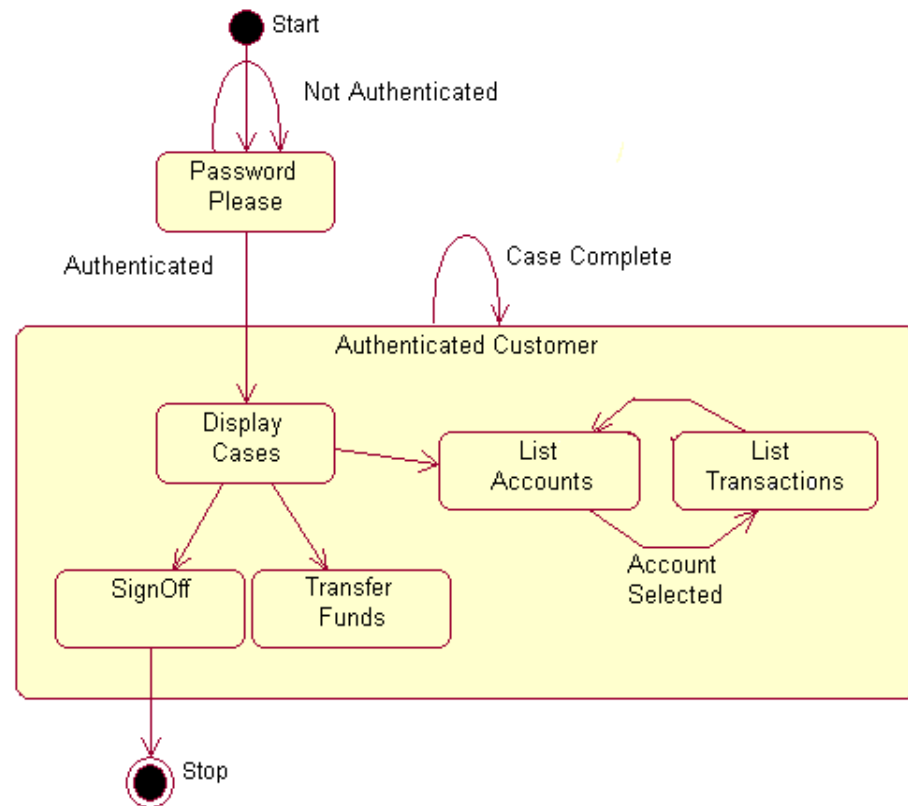 Start
Not Authenticated
Password
Please
Authenticated
Case Complete
Authenticated Customer
Display
Cases
List
Accounts
List
Transactions
Account
Selected
SignOff
Transfer
Funds
Stop